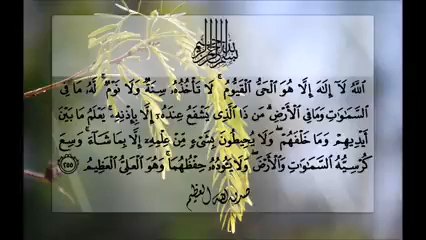 بسم الله الرحمن الرحيم
اللَّهُ لَا إِلَٰهَ إِلَّا هُوَ الْحَيُّ الْقَيُّومُ ۚ لَا تَأْخُذُهُ سِنَةٌ وَلَا نَوْمٌ ۚ لَهُ مَا فِي
السَّمَاوَاتِ وَمَا فِي الْأَرْضِ ۗ مَنْ ذَا الَّذِي يَشْفَعُ عِنْدَهُ إِلَّا بِإِذْنِهِ ۚ يَعْلَمُ مَا بَيْنَ
أَيْدِيهِمْ وَمَا خَلْفَهُمْ ۖ وَلَا يُحِيطُونَ بِشَيْءٍ مِنْ عِلْمِهِ إِلَّا بِمَا شَاءَ ۚ وَسِعَ
كُرْسِيُّهُ السَّمَاوَاتِ وَالْأَرْضَ ۖ وَلَا يَئُودُهُ حِفْظُهُمَا ۚ وَهُوَ الْعَلِيُّ الْعَظِيمُ ٢٥٥
صدق الله العظيم